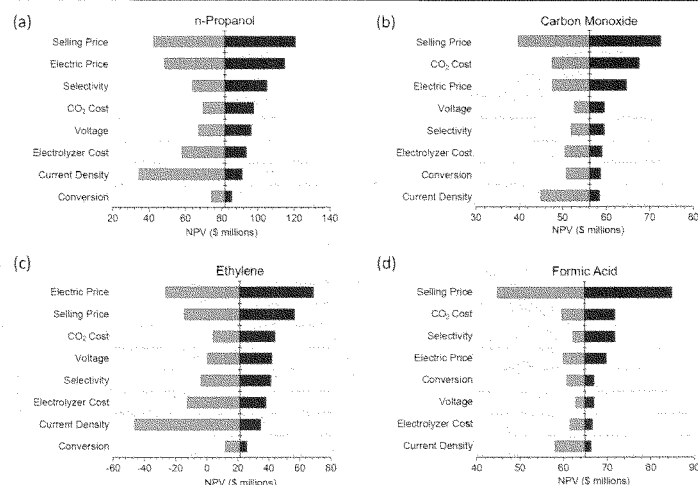 (a)
n-Propanol
Selling Price
Electric Price
Selectivity
CO₂ Cost
Voltage
Electrolyzer Cost
Current Density
Conversion
20 40 60 80 100 120 140
NPV ($ millions)
(b)
Carbon Monoxide
Selling Price
CO₂ Cost
Electric Price
Voltage
Selectivity
Electrolyzer Cost
Conversion
Current Density
30 40 50 60 70 80
NPV ($ millions)
(c)
Ethylene
Electric Price
Selling Price
CO₂ Cost
Voltage
Selectivity
Electrolyzer Cost
Current Density
Conversion
-60 -40 -20 0 20 40 60 80
NPV ($ millions)
(d)
Formic Acid
Selling Price
CO₂ Cost
Selectivity
Electric Price
Conversion
Voltage
Electrolyzer Cost
Current Density
40 50 60 70 80 90
NPV ($ millions)